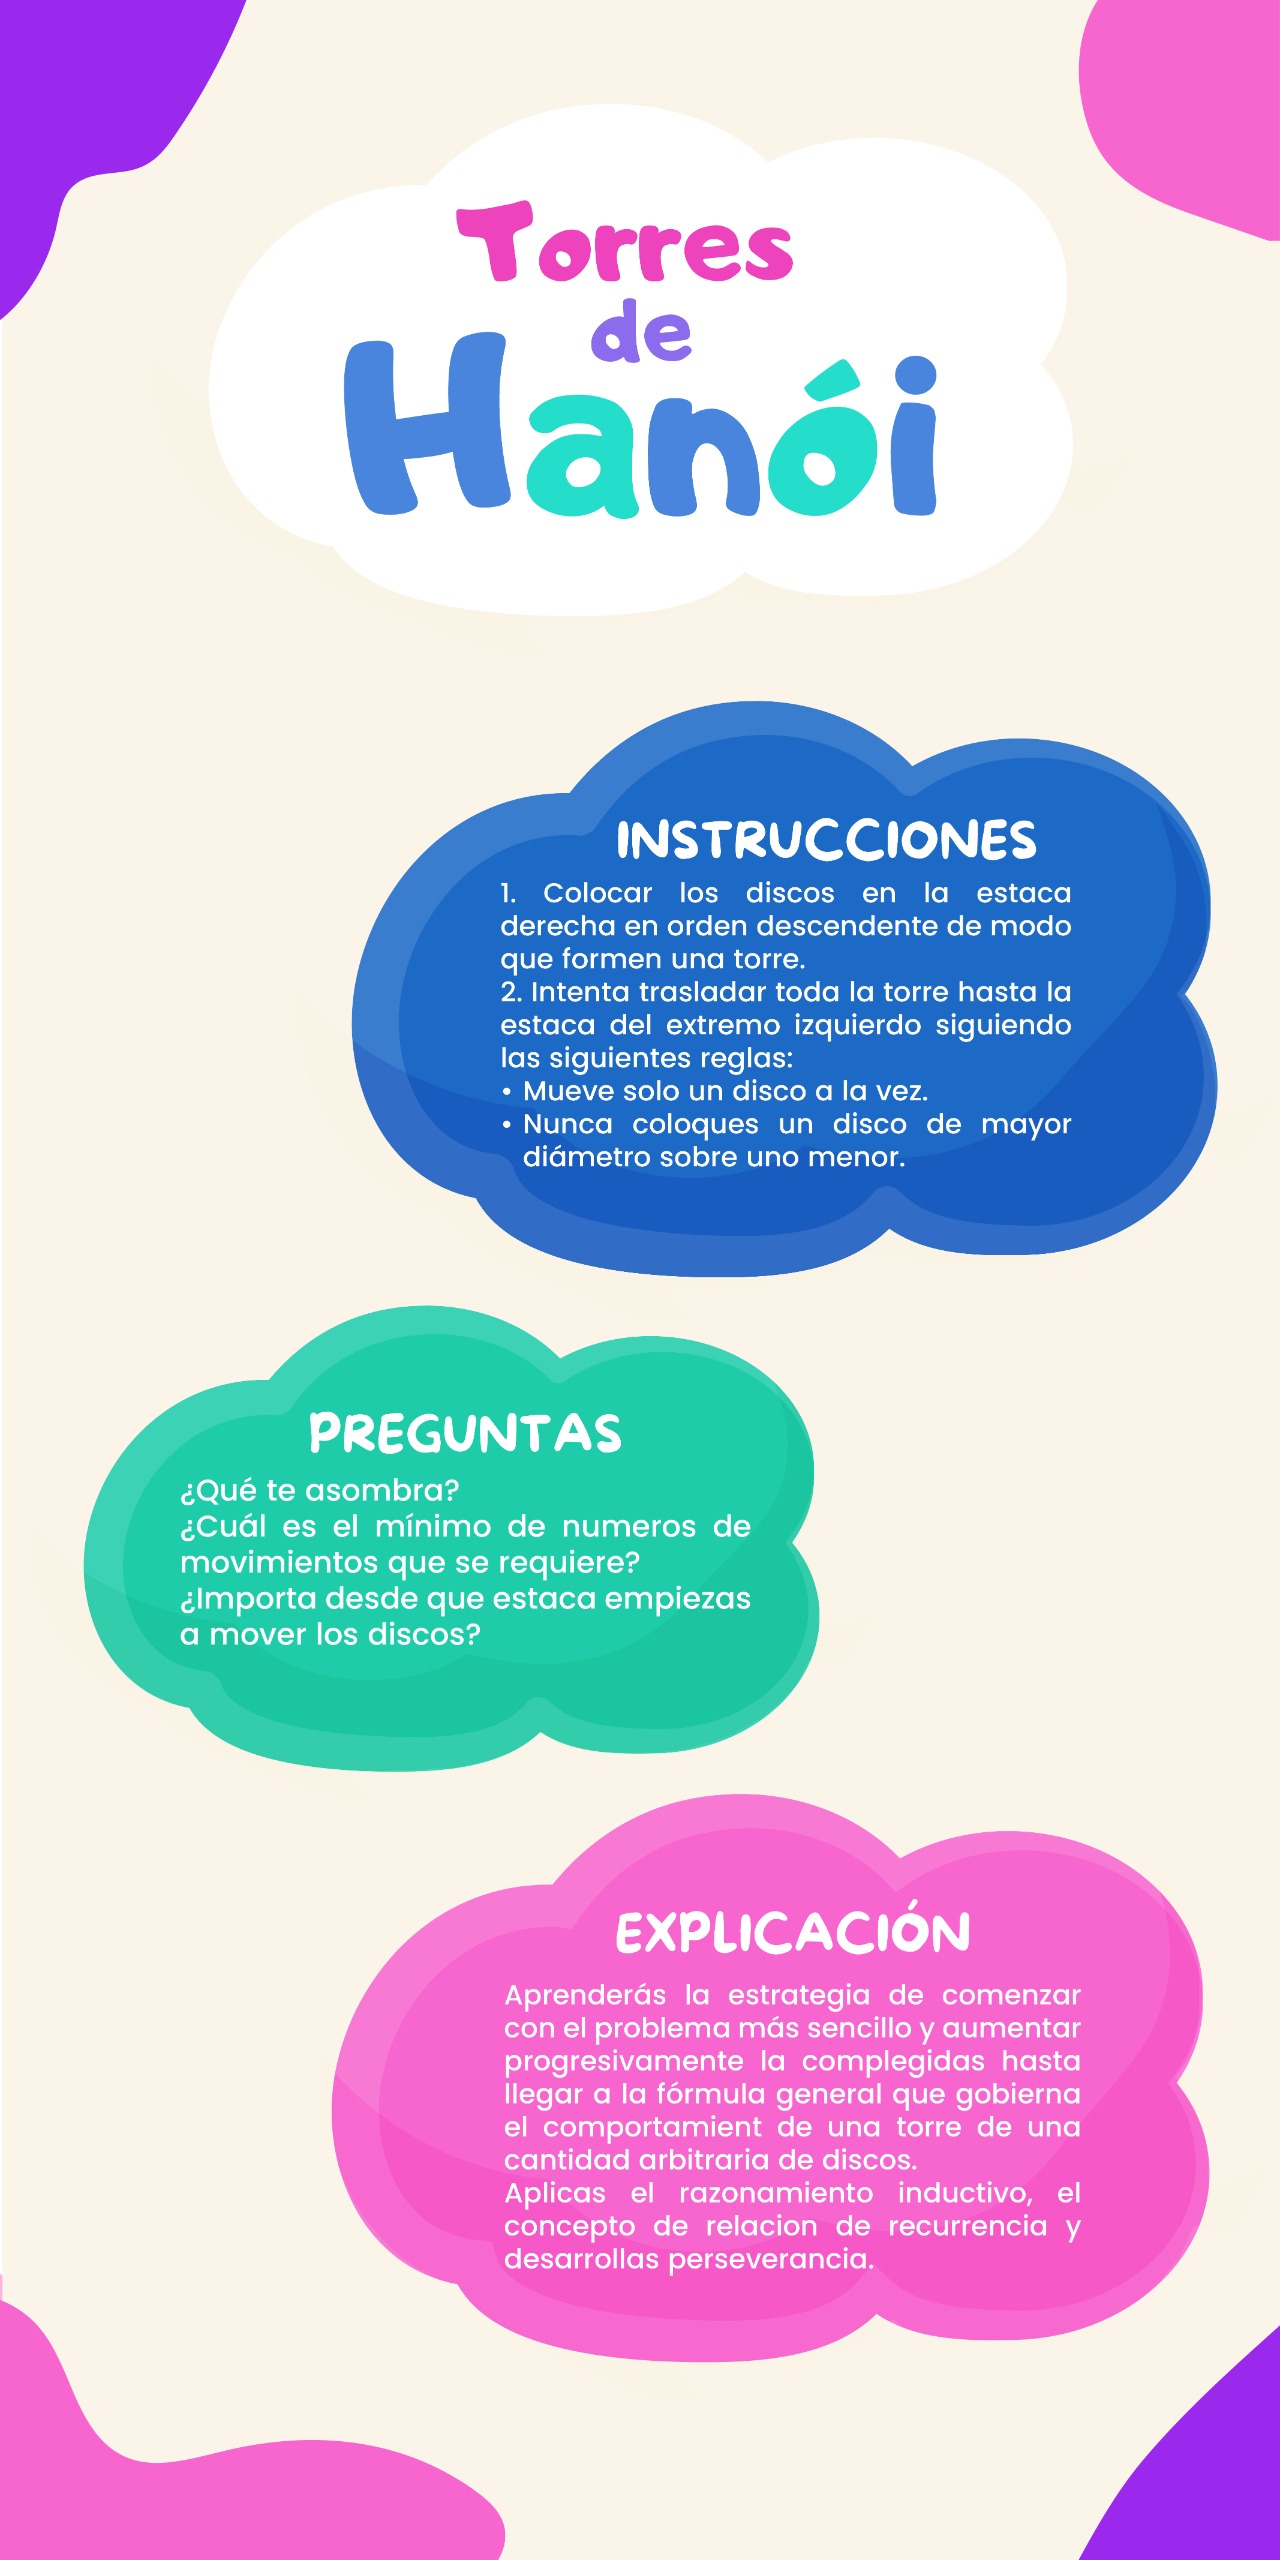 Torres
de
Hanói
INSTRUCCIONES
1. Colocar los discos en la estaca
derecha en orden descendente de modo
que formen una torre.
2. Intenta trasladar toda la torre hasta la
estaca del extremo izquierdo siguiendo
las siguientes reglas:
• Mueve solo un disco a la vez.
• Nunca coloques un disco de mayor
diámetro sobre uno menor.
PREGUNTAS
¿Qué te asombra?
¿Cuál es el mínimo de numeros de
movimientos que se requiere?
¿Importa desde que estaca empiezas
a mover los discos?
EXPLICACIÓN
Aprenderás la estrategia de comenzar
con el problema más sencillo y aumentar
progresivamente la complegidas hasta
llegar a la fórmula general que gobierna
el comportamient de una torre de una
cantidad arbitraria de discos.
Aplicas el razonamiento inductivo, el
concepto de relacion de recurrencia y
desarrollas perseverancia.